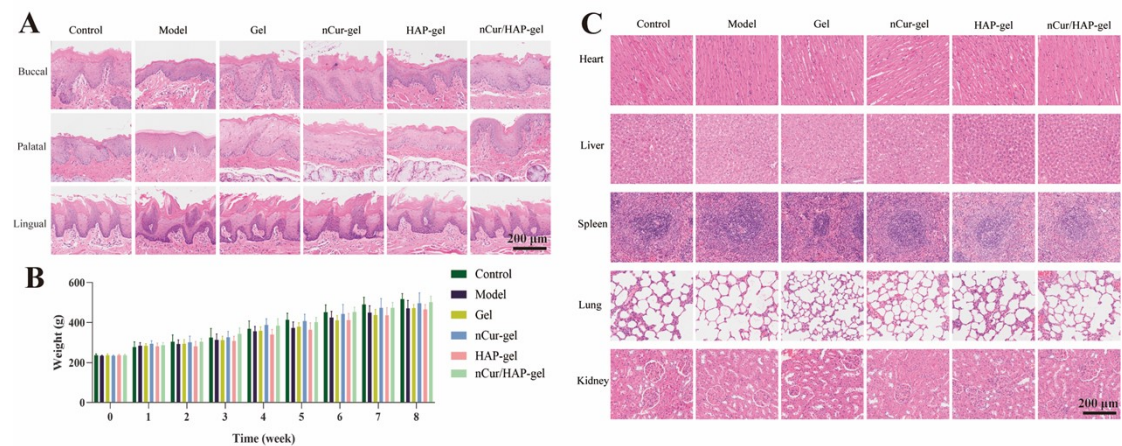 A
Control Model Gel nCur-gel HAP-gel nCur/HAP-gel
Buccal
Palatal
Lingual
200 μm
B
Weight (g)
600
400
200
0
0 1 2 3 4 5 6 7 8
Time (week)
Control
Model
Gel
nCur-gel
HAP-gel
nCur/HAP-gel
C
Control Model Gel nCur-gel HAP-gel nCur/HAP-gel
Heart
Liver
Spleen
Lung
Kidney
200 μm